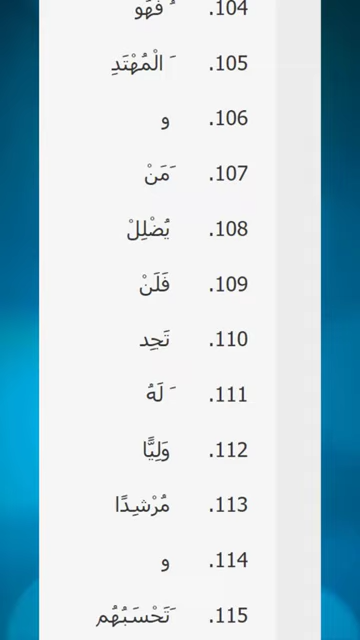 104. ُ فَهَو
105. َ الْمُهْتَدِ
106. و
107. َمَنْ
108. يُضْلِلْ
109. فَلَنْ
110. تَجِد
111. َ لَهُ
112. وَلِيًّا
113. مُرْشِدًا
114. و
115. َتَحْسَبُهُم